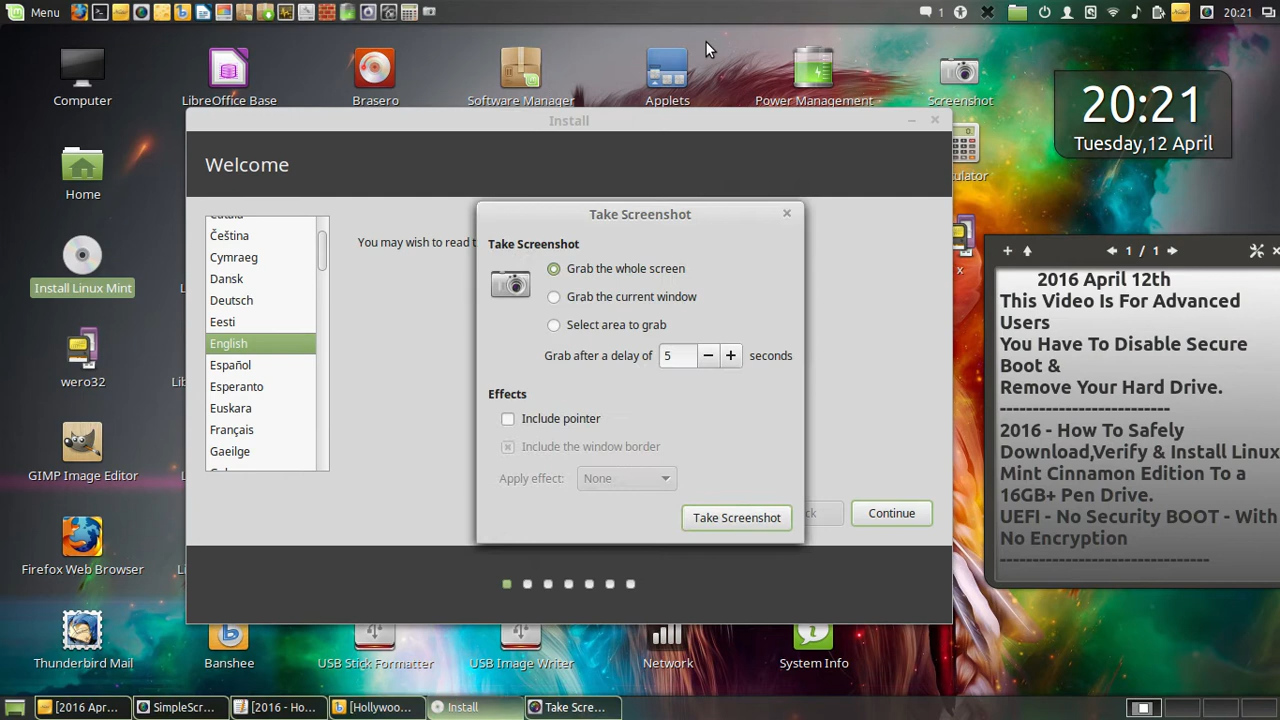 Menu
1
20:21
Computer
LibreOffice Base
Brasero
Software Manager
Applets
Power Management
Screenshot
20:21
Tuesday,12 April
Home
Install Linux Mint
wero32
GIMP Image Editor
Firefox Web Browser
Thunderbird Mail
Banshee
USB Stick Formatter
USB Image Writer
Network
System Info
Install
Welcome
Čeština
Cymraeg
Dansk
Deutsch
Eesti
English
Español
Esperanto
Euskara
Français
Gaeilge
You may wish to read t
Continue
Take Screenshot
Take Screenshot
Grab the whole screen
Grab the current window
Select area to grab
Grab after a delay of 5 seconds
Effects
Include pointer
Include the window border
Apply effect: None
Take Screenshot
1 / 1
2016 April 12th
This Video Is For Advanced
Users
You Have To Disable Secure
Boot &
Remove Your Hard Drive.
--------------------------
2016 - How To Safely
Download,Verify & Install Linux
Mint Cinnamon Edition To a
16GB+ Pen Drive.
UEFI - No Security BOOT - With
No Encryption
--------------------------------
[2016 Apr...
SimpleScr...
[2016 - Ho...
[Hollywoo...
Install
Take Scre...